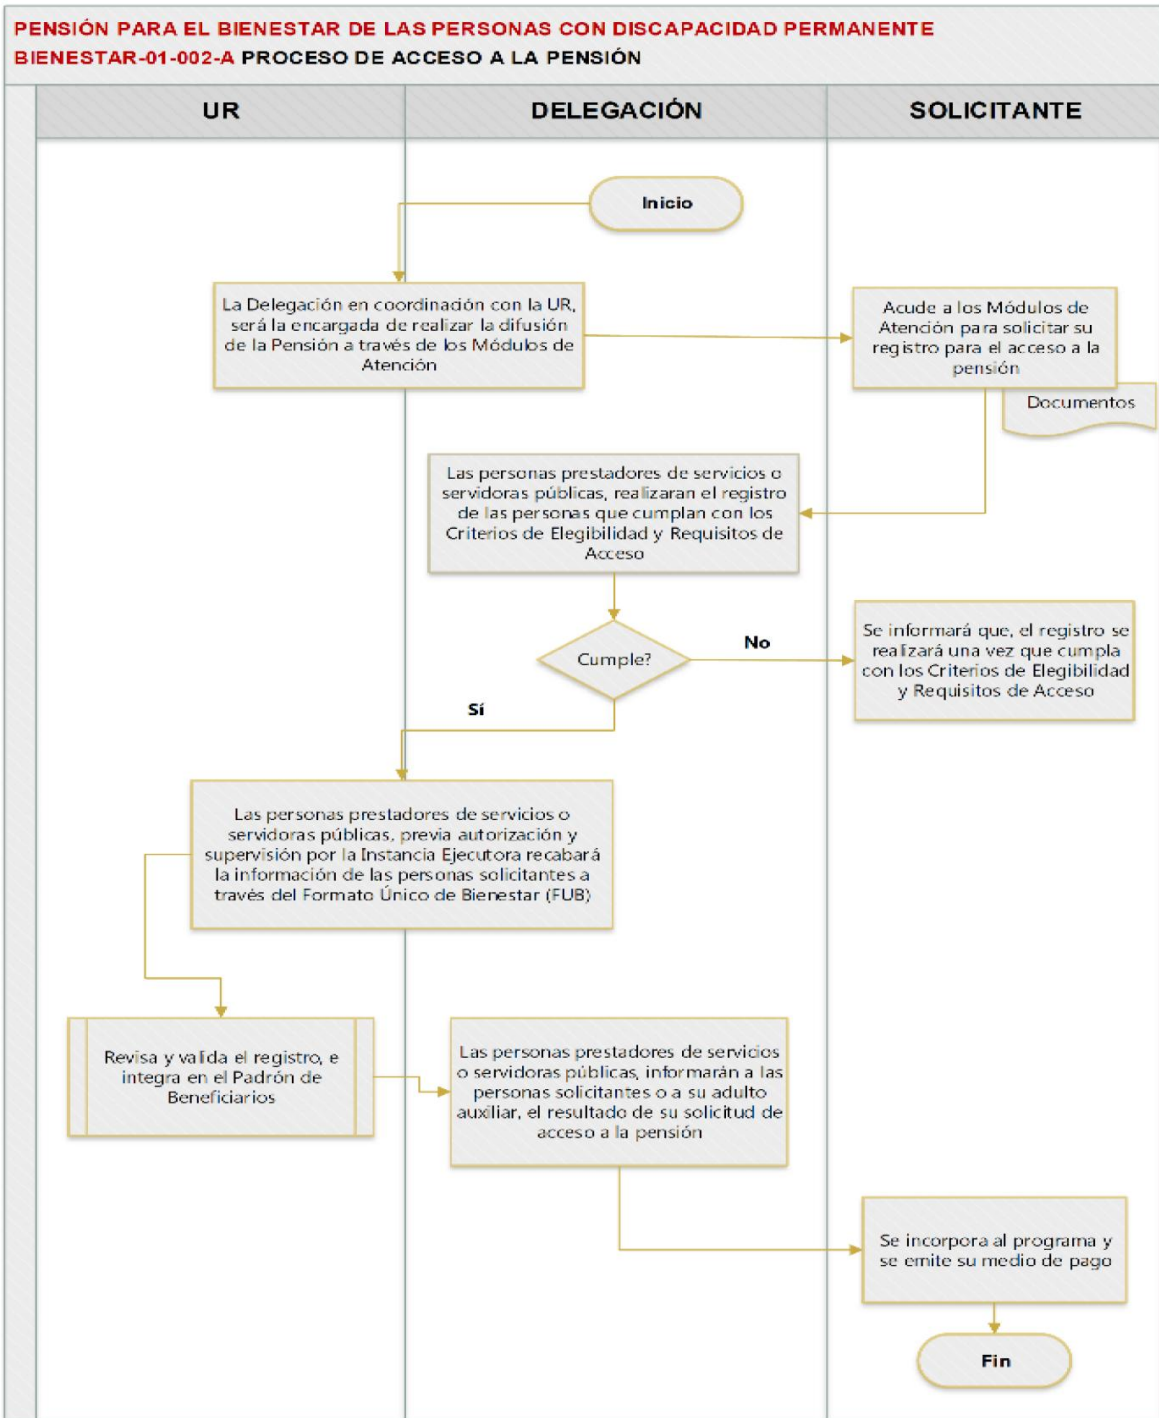 PENSIÓN PARA EL BIENESTAR DE LAS PERSONAS CON DISCAPACIDAD PERMANENTE
BIENESTAR-01-002-A PROCESO DE ACCESO A LA PENSIÓN
UR
DELEGACIÓN
SOLICITANTE
Inicio
La Delegación en coordinación con la UR,
será la encargada de realizar la difusión
de la Pensión a través de los Módulos de
Atención
Acude a los Módulos de
Atención para solicitar su
registro para el acceso a la
pensión
Documentos
Las personas prestadores de servicios o
servidoras públicas, realizaran el registro
de las personas que cumplan con los
Criterios de Elegibilidad y Requisitos de
Acceso
Cumple?
No
Se informará que, el registro se
realizará una vez que cumpla
con los Criterios de Elegibilidad
y Requisitos de Acceso
Sí
Las personas prestadores de servicios o
servidoras públicas, previa autorización y
supervisión por la Instancia Ejecutora recabará
la información de las personas solicitantes a
través del Formato Único de Bienestar (FUB)
Revisa y valida el registro, e
integra en el Padrón de
Beneficiarios
Las personas prestadores de servicios
o servidoras públicas, informarán a las
personas solicitantes o a su adulto
auxiliar, el resultado de su solicitud de
acceso a la pensión
Se incorpora al programa y
se emite su medio de pago
Fin